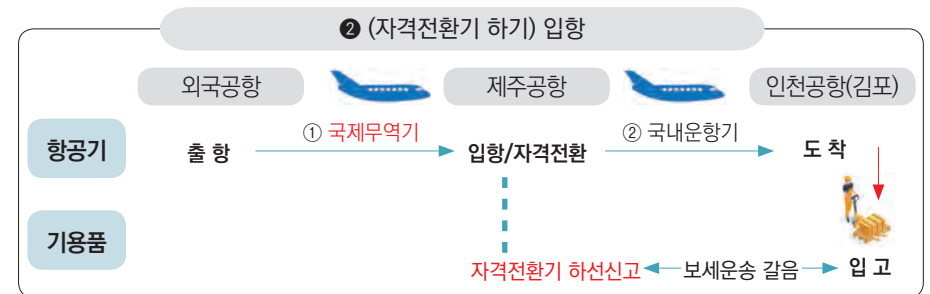 ❷ (자격전환기 하기) 입항
외국공항 제주공항 인천공항(김포)
항공기 출 항 ① 국제무역기 입항/자격전환 ② 국내운항기 도 착
기용품
자격전환기 하선신고 보세운송 갈음 입 고